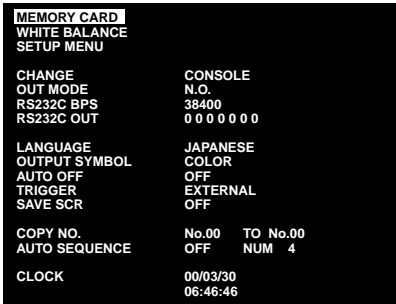 MEMORY CARD
WHITE BALANCE
SETUP MENU
CHANGE CONSOLE
OUT MODE N.O.
RS232C BPS 38400
RS232C OUT 0 0 0 0 0 0 0
LANGUAGE JAPANESE
OUTPUT SYMBOL COLOR
AUTO OFF OFF
TRIGGER EXTERNAL
SAVE SCR OFF
COPY NO. No.00 TO No.00
AUTO SEQUENCE OFF NUM 4
CLOCK 00/03/30
06:46:46